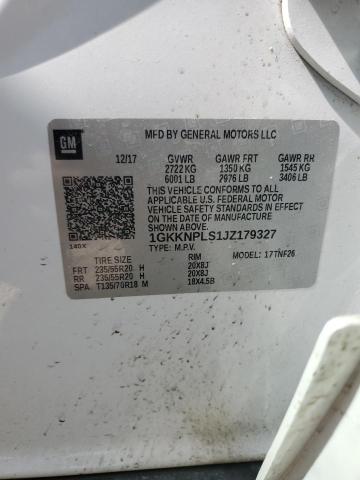 GM
MFD BY GENERAL MOTORS LLC
12/17 GVWR GAWR FRT GAWR RR
2722 KG 1350 KG 1545 KG
6001 LB 2976 LB 3406 LB
THIS VEHICLE CONFORMS TO ALL
APPLICABLE U.S. FEDERAL MOTOR
VEHICLE SAFETY STANDARDS IN
EFFECT ON THE DATE OF MANUFACTURE
SHOWN ABOVE.
1GKKNPLS1JZ179327
140X TYPE: M.P.V.
TIRE SIZE RIM MODEL: 17TNF26
FRT 235/55R20 H 20X8J
RR 235/55R20 H 20X8J
SPA T135/70R18 M 18X4.5B